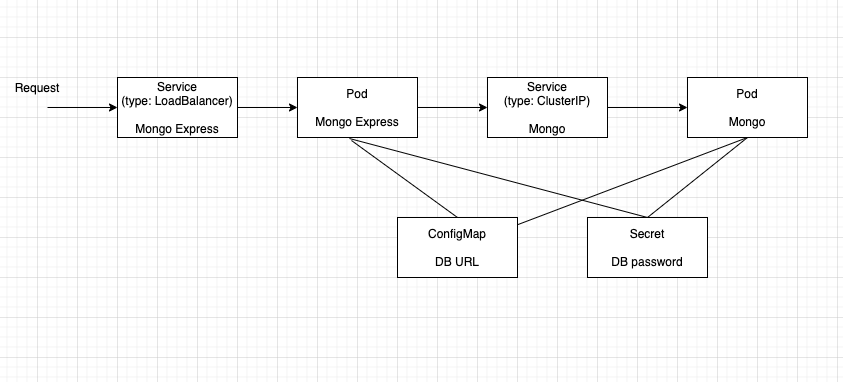 Request
Service
(type: LoadBalancer)
Mongo Express
Pod
Mongo Express
Service
(type: ClusterIP)
Mongo
Pod
Mongo
ConfigMap
DB URL
Secret
DB password